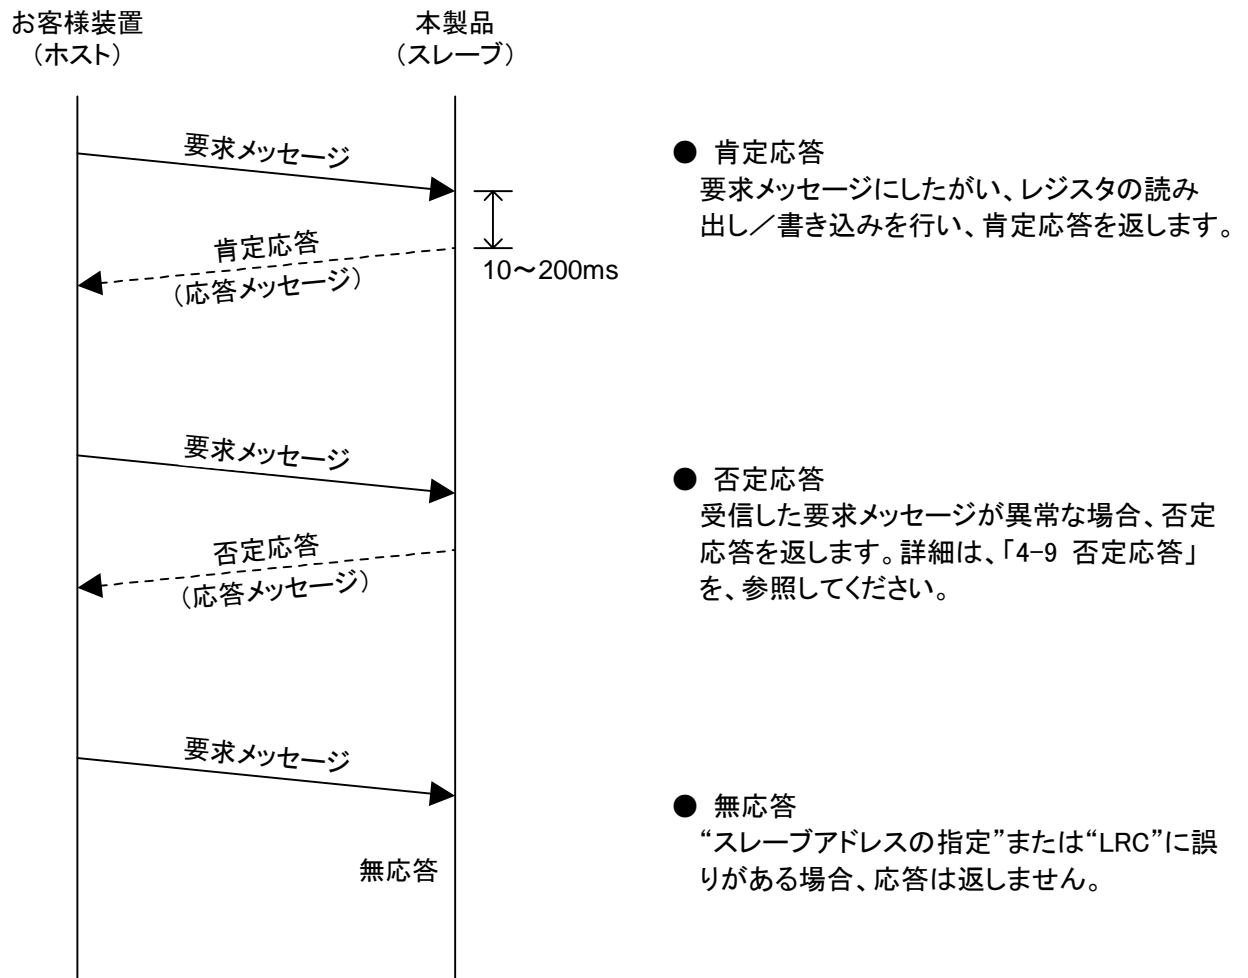 お客様装置
（ホスト）
本製品
（スレーブ）
要求メッセージ
肯定応答
（応答メッセージ）
10～200ms
● 肯定応答
要求メッセージにしたがい、レジスタの読み
出し／書き込みを行い、肯定応答を返します。
要求メッセージ
否定応答
（応答メッセージ）
● 否定応答
受信した要求メッセージが異常な場合、否定
応答を返します。詳細は、「4-9 否定応答」
を、参照してください。
要求メッセージ
無応答
● 無応答
“スレーブアドレスの指定”または“LRC”に誤
りがある場合、応答は返しません。